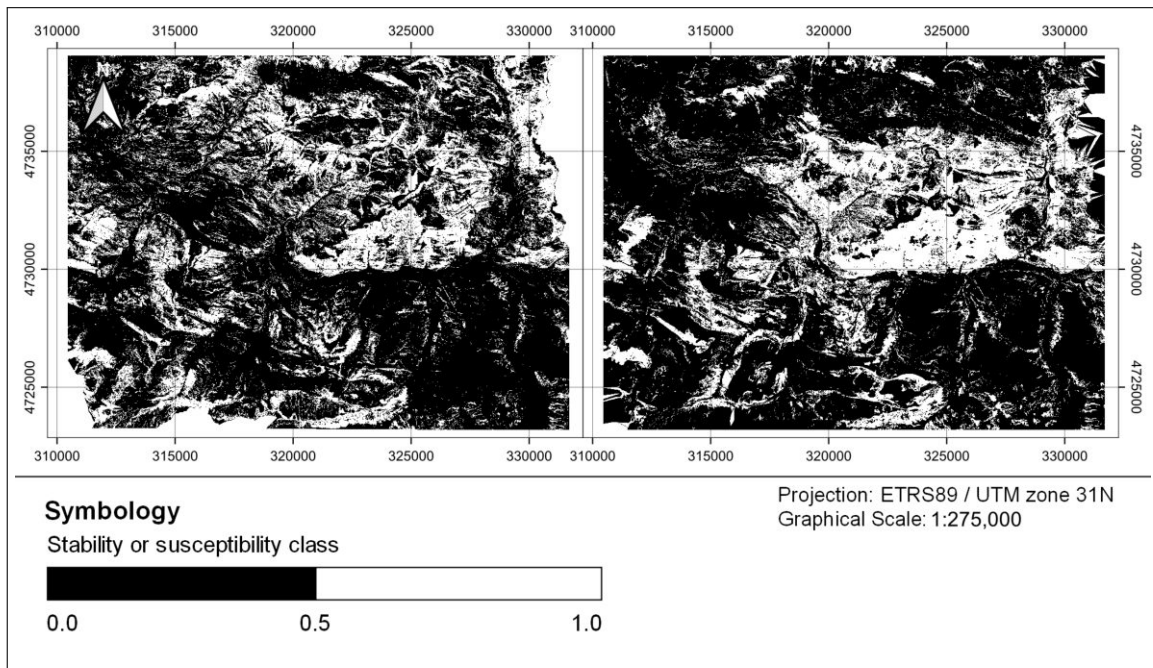 310000 315000 320000 325000 330000 310000 315000 320000 325000 330000
4735000 4735000
4730000 4730000
4725000 4725000
310000 315000 320000 325000 330000 310000 315000 320000 325000 330000
Projection: ETRS89 / UTM zone 31N
Graphical Scale: 1:275,000
Symbology
Stability or susceptibility class
0.0 0.5 1.0